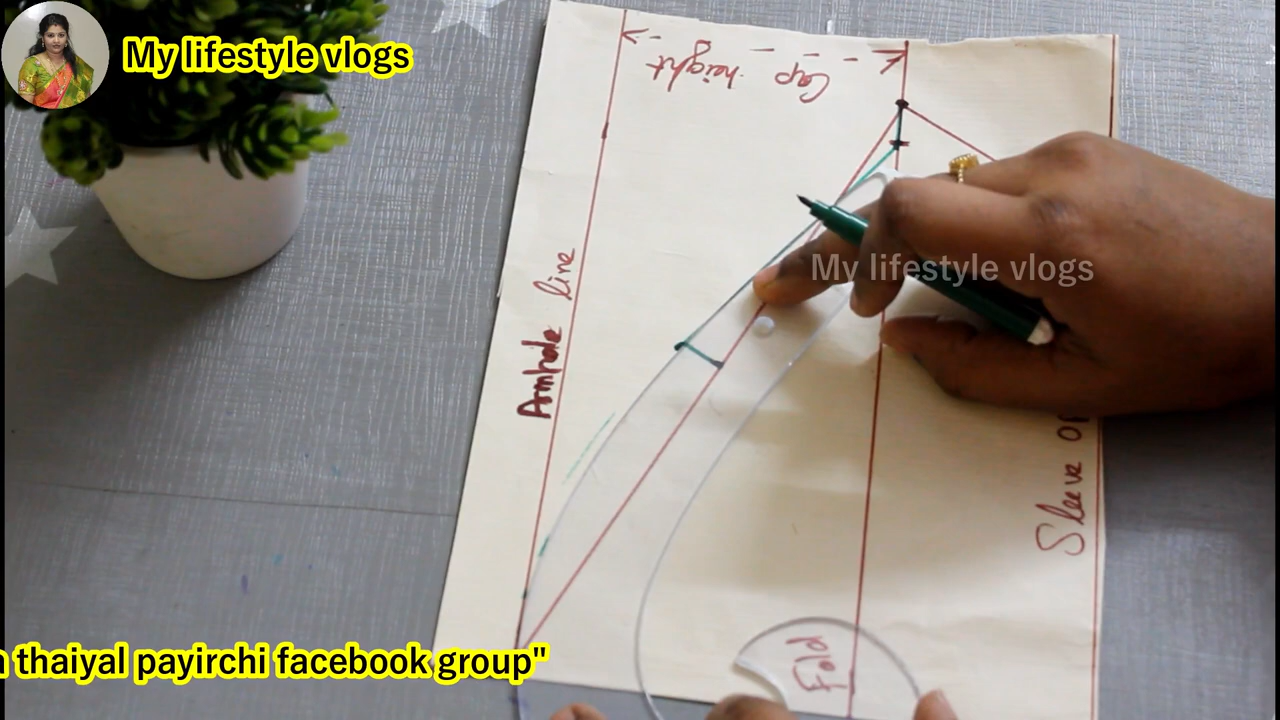 My lifestyle vlogs
Cap height
Armhole line
My lifestyle vlogs
Sleeve
Fold
thaiyal payirchi facebook group"